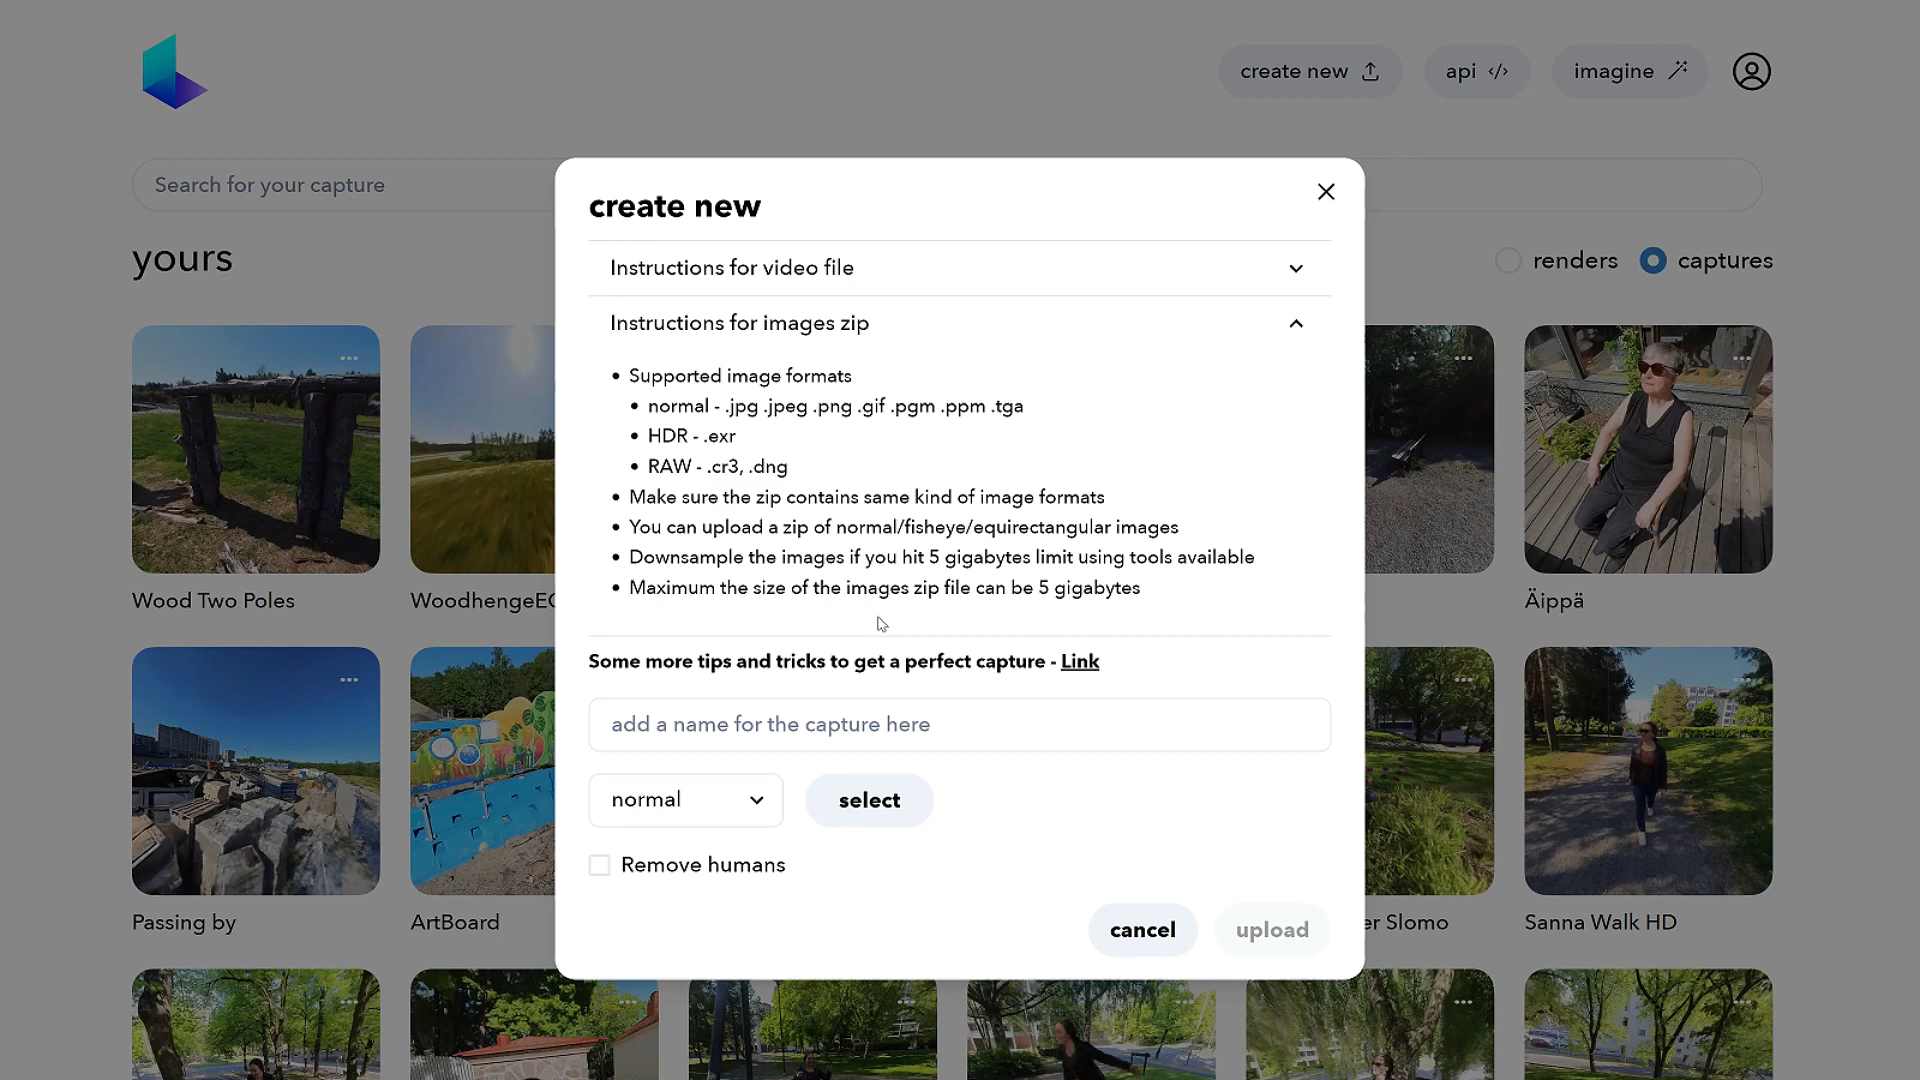 create new
api </>
imagine
Search for your capture
yours
renders
captures
create new
Instructions for video file
Instructions for images zip
Supported image formats
normal - .jpg .jpeg .png .gif .pgm .ppm .tga
HDR - .exr
RAW - .cr3, .dng
Make sure the zip contains same kind of image formats
You can upload a zip of normal/fisheye/equirectangular images
Downsample the images if you hit 5 gigabytes limit using tools available
Maximum the size of the images zip file can be 5 gigabytes
Some more tips and tricks to get a perfect capture - Link
add a name for the capture here
normal
select
Remove humans
cancel
upload
Wood Two Poles
Äippä
Passing by
ArtBoard
Slomo
Sanna Walk HD